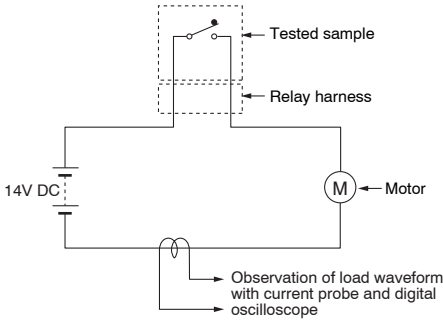 Tested sample
Relay harness
14V DC
M
Motor
Observation of load waveform
with current probe and digital
oscilloscope